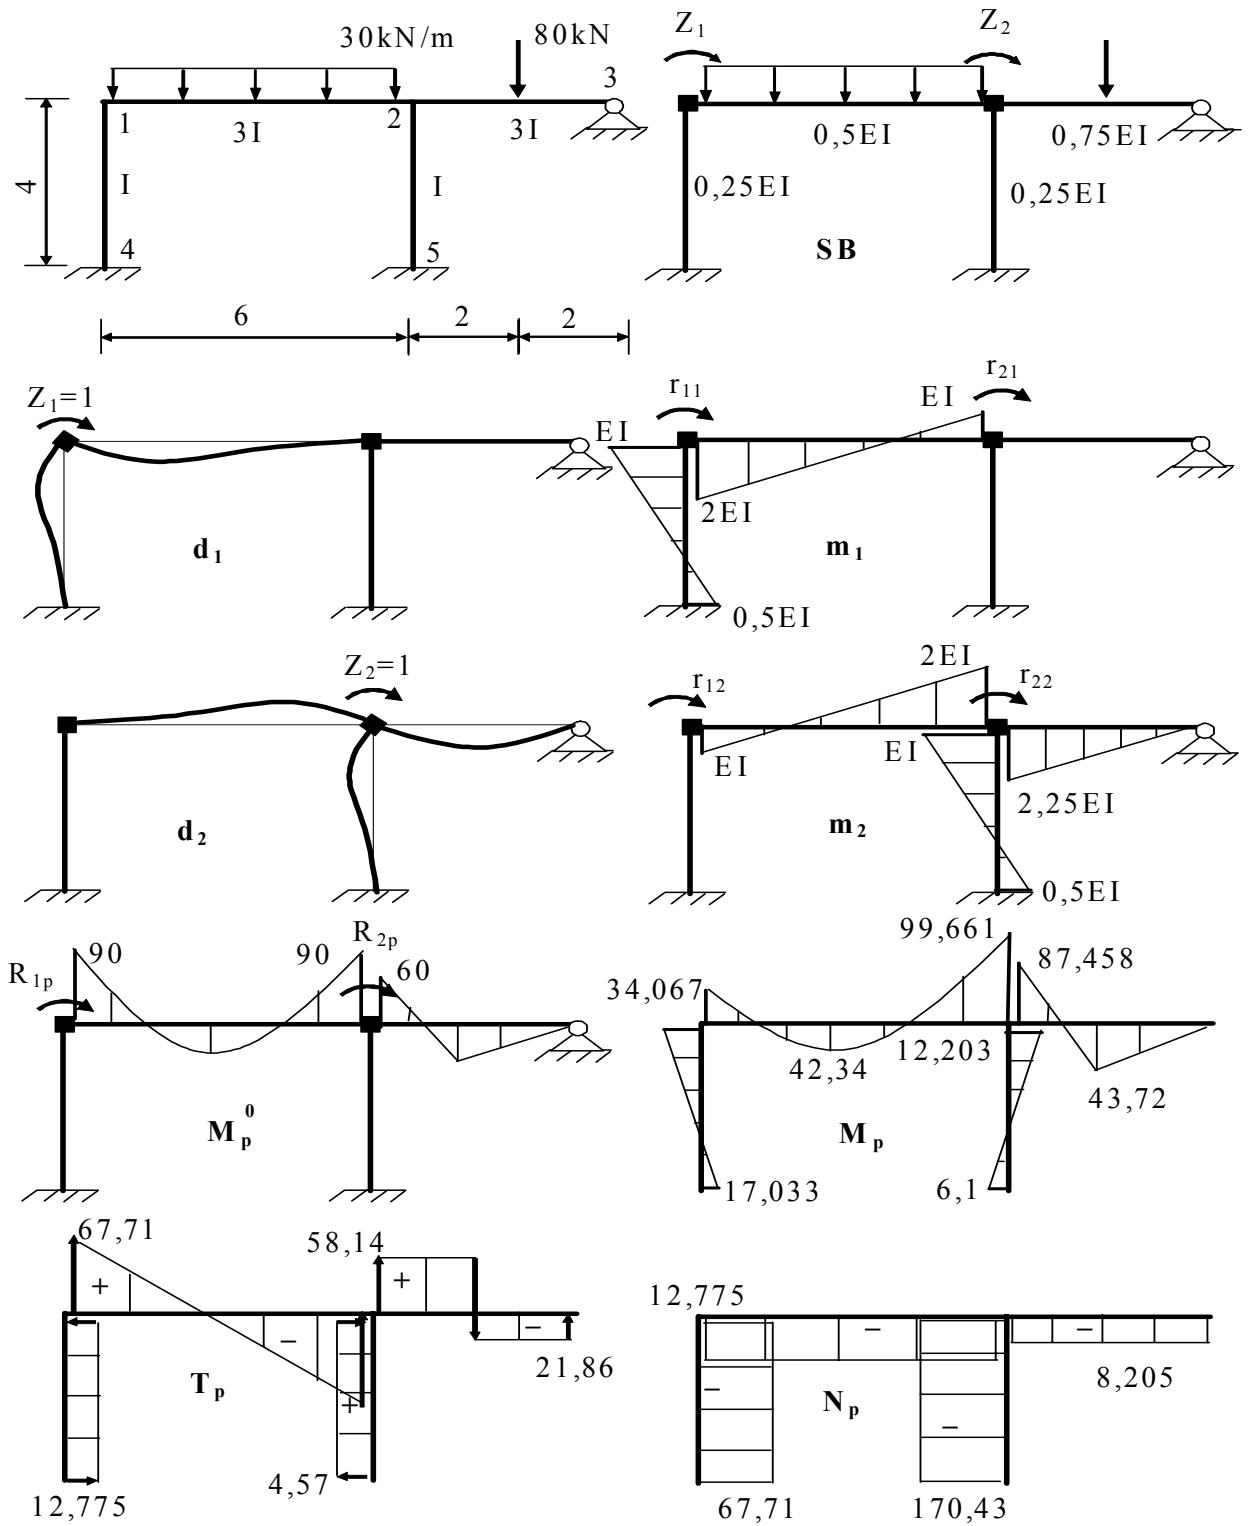 30kN/m
80kN
3
1
2
3I
3I
4
I
I
4
5
6
2
2
Z₁
Z₂
0,5EI
0,75EI
0,25EI
0,25EI
SB
Z₁=1
d₁
r₁₁
r₂₁
EI
EI
2EI
m₁
0,5EI
Z₂=1
d₂
r₁₂
2EI
r₂₂
EI
EI
2,25EI
m₂
0,5EI
R₁ₚ
90
90
R₂ₚ
60
Mₚ⁰
99,661
87,458
34,067
42,34
12,203
43,72
Mₚ
17,033
6,1
67,71
58,14
+
+
–
–
21,86
Tₚ
+
4,57
12,775
12,775
–
–
–
8,205
Nₚ
–
67,71
170,43